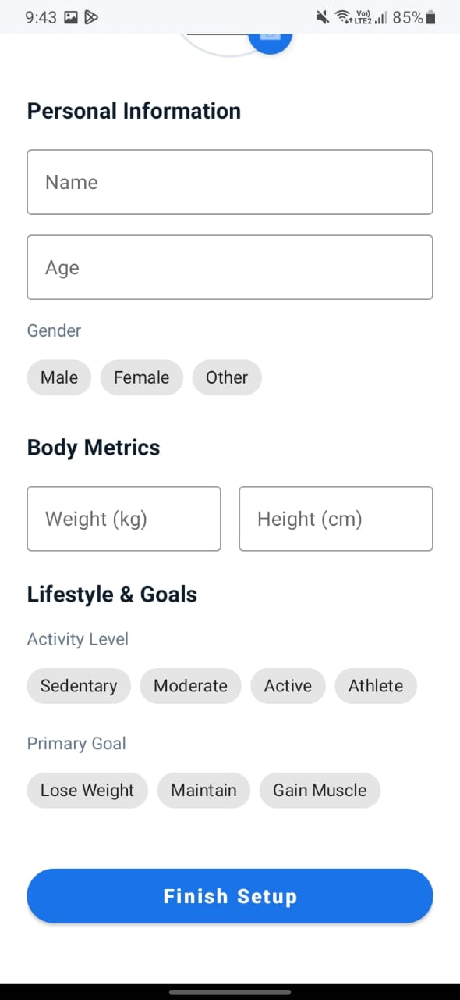 9:43
Vo)) LTE2 85%
Personal Information
Name
Age
Gender
Male Female Other
Body Metrics
Weight (kg) Height (cm)
Lifestyle & Goals
Activity Level
Sedentary Moderate Active Athlete
Primary Goal
Lose Weight Maintain Gain Muscle
Finish Setup